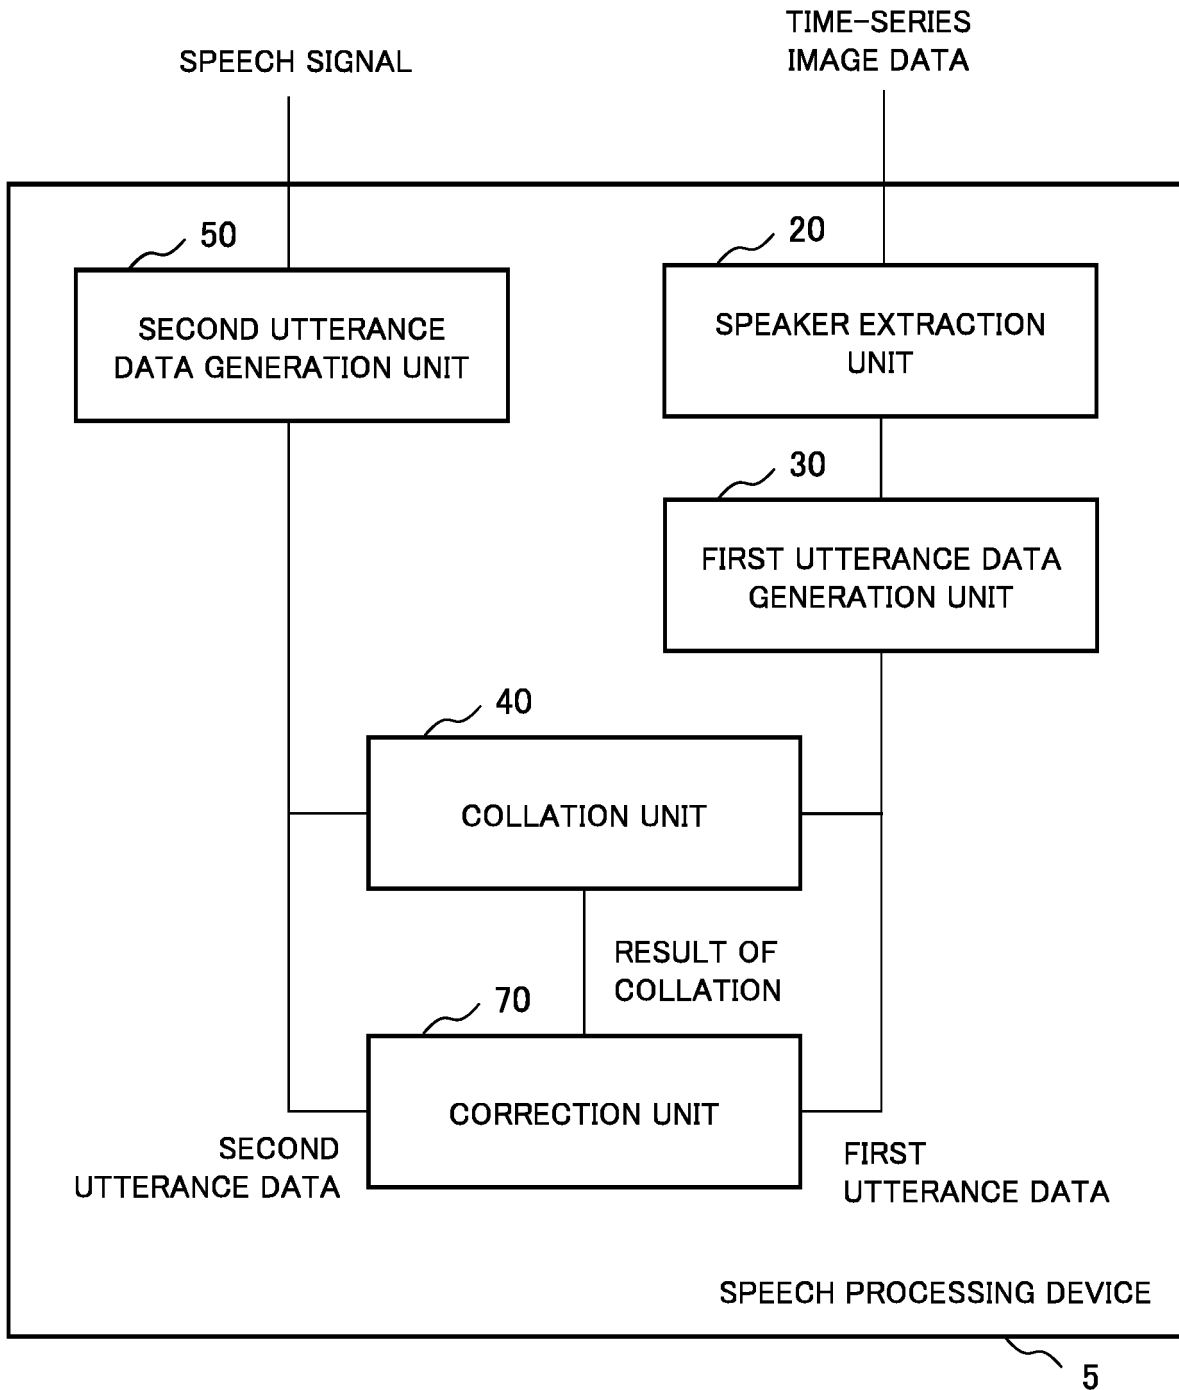 SPEECH SIGNAL
TIME-SERIES
IMAGE DATA
50
SECOND UTTERANCE
DATA GENERATION UNIT
20
SPEAKER EXTRACTION
UNIT
30
FIRST UTTERANCE DATA
GENERATION UNIT
40
COLLATION UNIT
RESULT OF
COLLATION
70
CORRECTION UNIT
SECOND
UTTERANCE DATA
FIRST
UTTERANCE DATA
SPEECH PROCESSING DEVICE
5